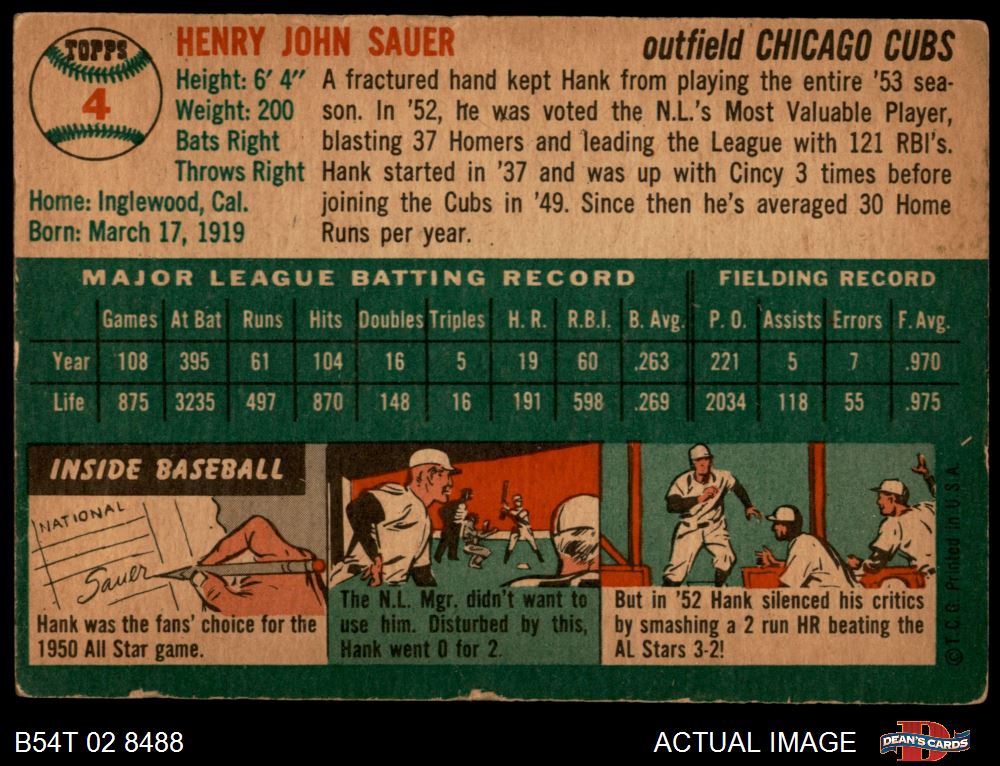 TOPPS
4
HENRY JOHN SAUER
outfield CHICAGO CUBS
Height: 6' 4"
Weight: 200
Bats Right
Throws Right
Home: Inglewood, Cal.
Born: March 17, 1919
A fractured hand kept Hank from playing the entire '53 sea-
son. In '52, he was voted the N.L.'s Most Valuable Player,
blasting 37 Homers and leading the League with 121 RBI's.
Hank started in '37 and was up with Cincy 3 times before
joining the Cubs in '49. Since then he's averaged 30 Home
Runs per year.
MAJOR LEAGUE BATTING RECORD FIELDING RECORD
Games At Bat Runs Hits Doubles Triples H. R. R.B.I. B. Avg. P. O. Assists Errors F. Avg.
Year 108 395 61 104 16 5 19 60 .263 221 5 7 .970
Life 875 3235 497 870 148 16 191 598 .269 2034 118 55 .975
INSIDE BASEBALL
NATIONAL
Sauer
Hank was the fans' choice for the
1950 All Star game.
The N.L. Mgr. didn't want to
use him. Disturbed by this,
Hank went 0 for 2.
But in '52 Hank silenced his critics
by smashing a 2 run HR beating the
AL Stars 3-2!
© T. C. G. Printed in U.S.A.
B54T 02 8488
ACTUAL IMAGE
D
DEAN'S CARDS